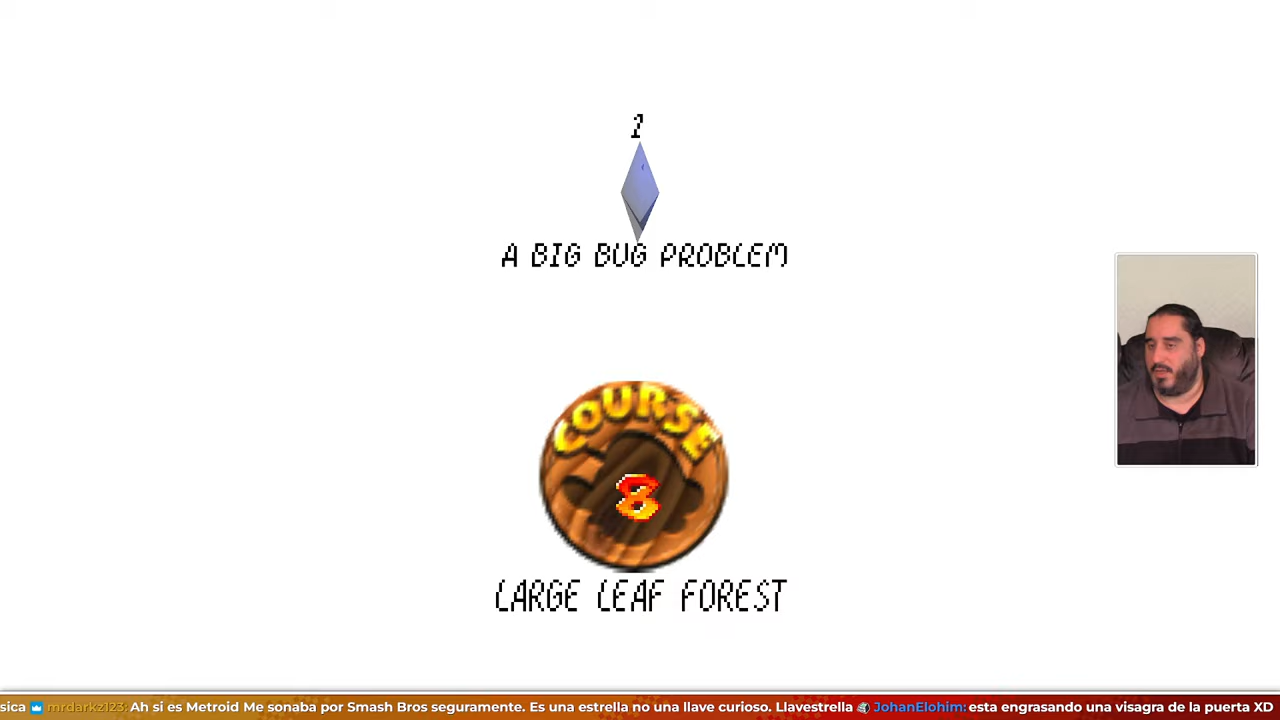 2
A BIG BUG PROBLEM
COURSE
8
LARGE LEAF FOREST
sica mrdarkz123: Ah si es Metroid Me sonaba por Smash Bros seguramente. Es una estrella no una llave curioso. Llavestrella JohanElohim: esta engrasando una visagra de la puerta XD